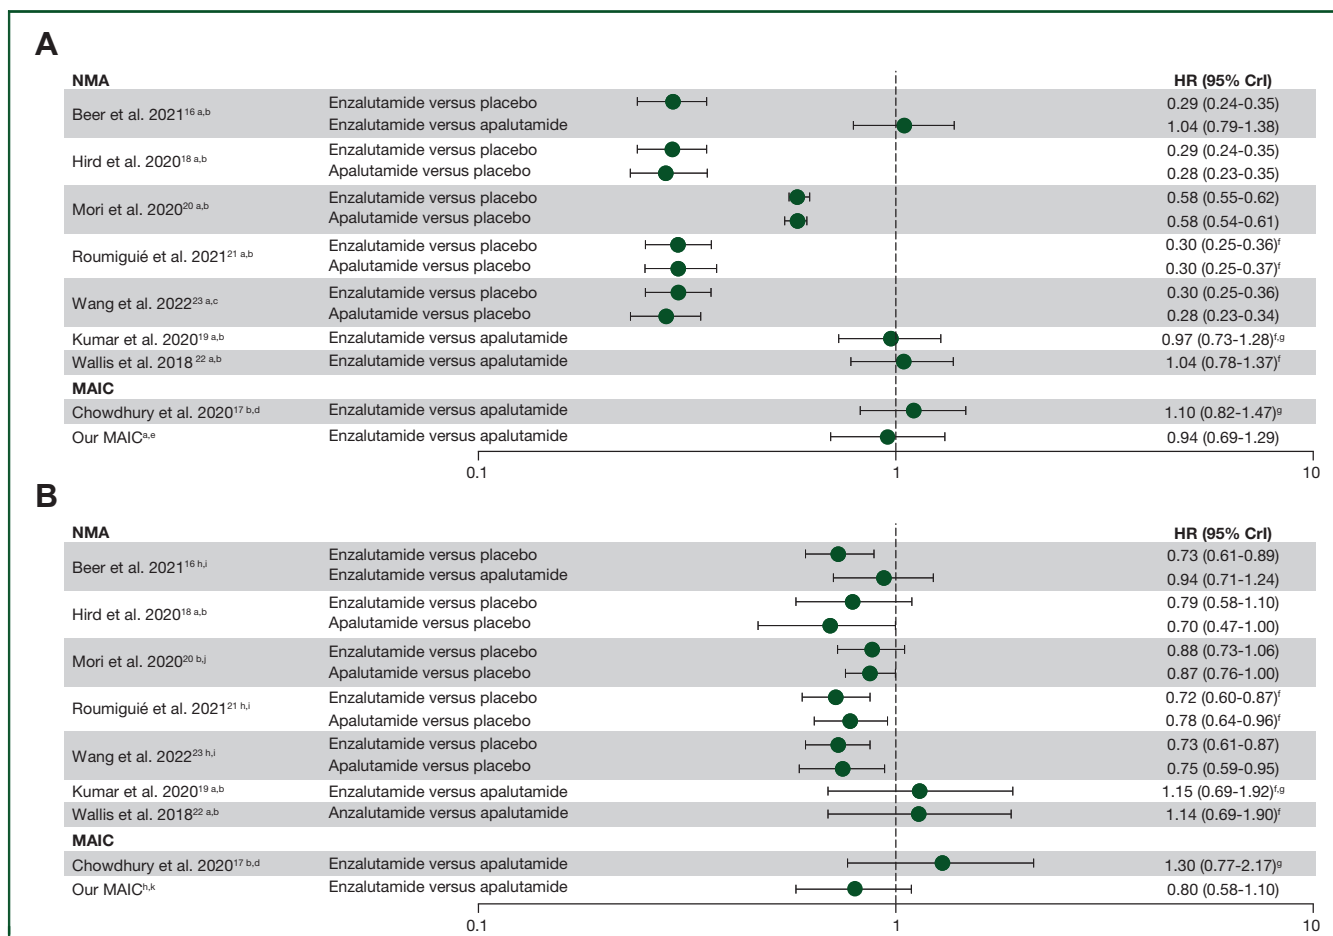 A
NMA HR (95% CrI)
Beer et al. 2021¹⁶ ᵃ,ᵇ Enzalutamide versus placebo 0.29 (0.24-0.35)
Enzalutamide versus apalutamide 1.04 (0.79-1.38)
Hird et al. 2020¹⁸ ᵃ,ᵇ Enzalutamide versus placebo 0.29 (0.24-0.35)
Apalutamide versus placebo 0.28 (0.23-0.35)
Mori et al. 2020²⁰ ᵃ,ᵇ Enzalutamide versus placebo 0.58 (0.55-0.62)
Apalutamide versus placebo 0.58 (0.54-0.61)
Roumiguié et al. 2021²¹ ᵃ,ᵇ Enzalutamide versus placebo 0.30 (0.25-0.36)ᶠ
Apalutamide versus placebo 0.30 (0.25-0.37)ᶠ
Wang et al. 2022²³ ᵃ,ᶜ Enzalutamide versus placebo 0.30 (0.25-0.36)
Apalutamide versus placebo 0.28 (0.23-0.34)
Kumar et al. 2020¹⁹ ᵃ,ᵇ Enzalutamide versus apalutamide 0.97 (0.73-1.28)ᶠ,ᵍ
Wallis et al. 2018 ²² ᵃ,ᵇ Enzalutamide versus apalutamide 1.04 (0.78-1.37)ᶠ
MAIC
Chowdhury et al. 2020¹⁷ ᵇ,ᵈ Enzalutamide versus apalutamide 1.10 (0.82-1.47)ᵍ
Our MAICᵃ,ᵉ Enzalutamide versus apalutamide 0.94 (0.69-1.29)
0.1 1 10
B
NMA HR (95% CrI)
Beer et al. 2021¹⁶ ʰ,ⁱ Enzalutamide versus placebo 0.73 (0.61-0.89)
Enzalutamide versus apalutamide 0.94 (0.71-1.24)
Hird et al. 2020¹⁸ ᵃ,ᵇ Enzalutamide versus placebo 0.79 (0.58-1.10)
Apalutamide versus placebo 0.70 (0.47-1.00)
Mori et al. 2020²⁰ ᵇ,ʲ Enzalutamide versus placebo 0.88 (0.73-1.06)
Apalutamide versus placebo 0.87 (0.76-1.00)
Roumiguié et al. 2021²¹ ʰ,ⁱ Enzalutamide versus placebo 0.72 (0.60-0.87)ᶠ
Apalutamide versus placebo 0.78 (0.64-0.96)ᶠ
Wang et al. 2022²³ ʰ,ⁱ Enzalutamide versus placebo 0.73 (0.61-0.87)
Apalutamide versus placebo 0.75 (0.59-0.95)
Kumar et al. 2020¹⁹ ᵃ,ᵇ Enzalutamide versus apalutamide 1.15 (0.69-1.92)ᶠ,ᵍ
Wallis et al. 2018²² ᵃ,ᵇ Anzalutamide versus apalutamide 1.14 (0.69-1.90)ᶠ
MAIC
Chowdhury et al. 2020¹⁷ ᵇ,ᵈ Enzalutamide versus apalutamide 1.30 (0.77-2.17)ᵍ
Our MAICʰ,ᵏ Enzalutamide versus apalutamide 0.80 (0.58-1.10)
0.1 1 10